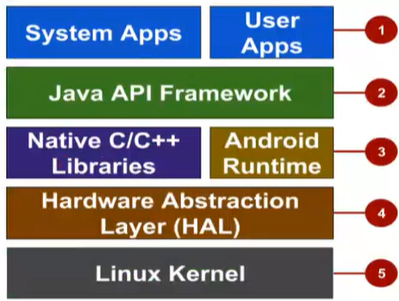 System Apps
User
Apps
1
Java API Framework
2
Native C/C++
Libraries
Android
Runtime
3
Hardware Abstraction
Layer (HAL)
4
Linux Kernel
5